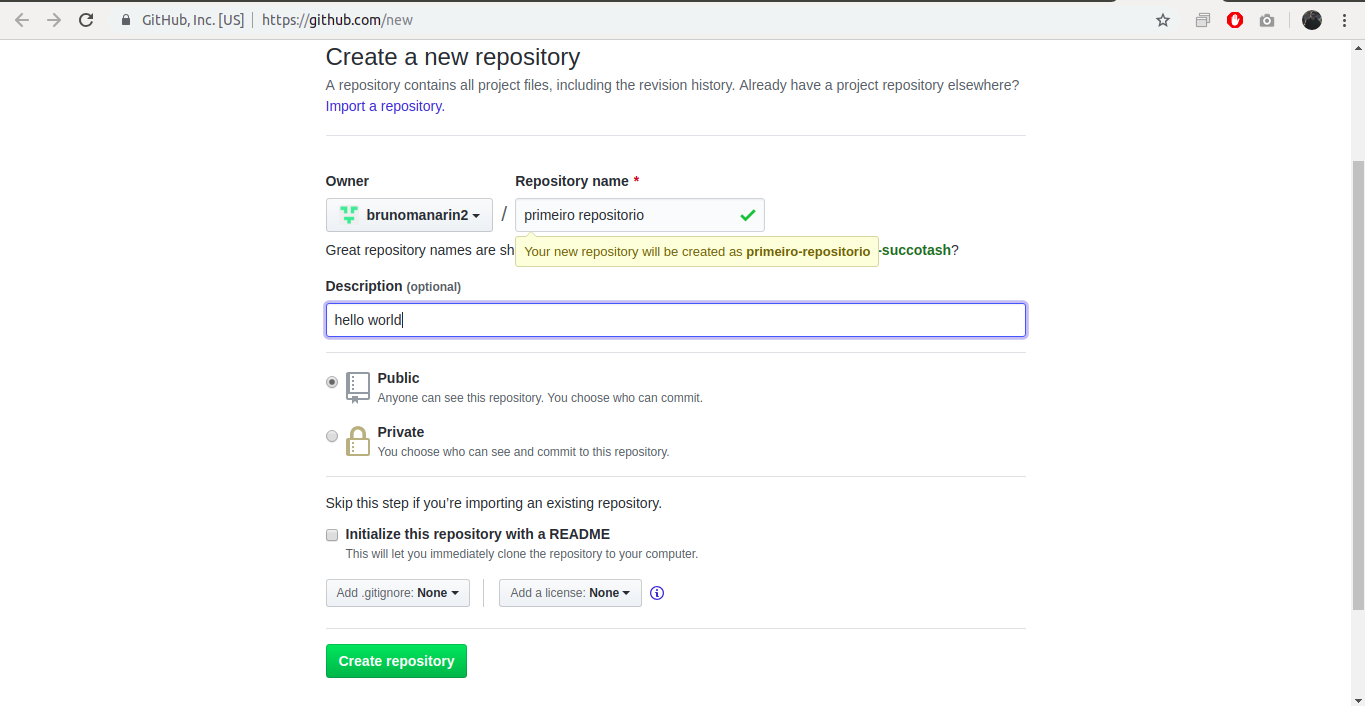 GitHub, Inc. [US] https://github.com/new
Create a new repository
A repository contains all project files, including the revision history. Already have a project repository elsewhere?
Import a repository.
Owner Repository name *
brunomanarin2 / primeiro repositorio
Great repository names are sh -succotash?
Your new repository will be created as primeiro-repositorio
Description (optional)
hello world
Public
Anyone can see this repository. You choose who can commit.
Private
You choose who can see and commit to this repository.
Skip this step if you’re importing an existing repository.
Initialize this repository with a README
This will let you immediately clone the repository to your computer.
Add .gitignore: None Add a license: None
Create repository